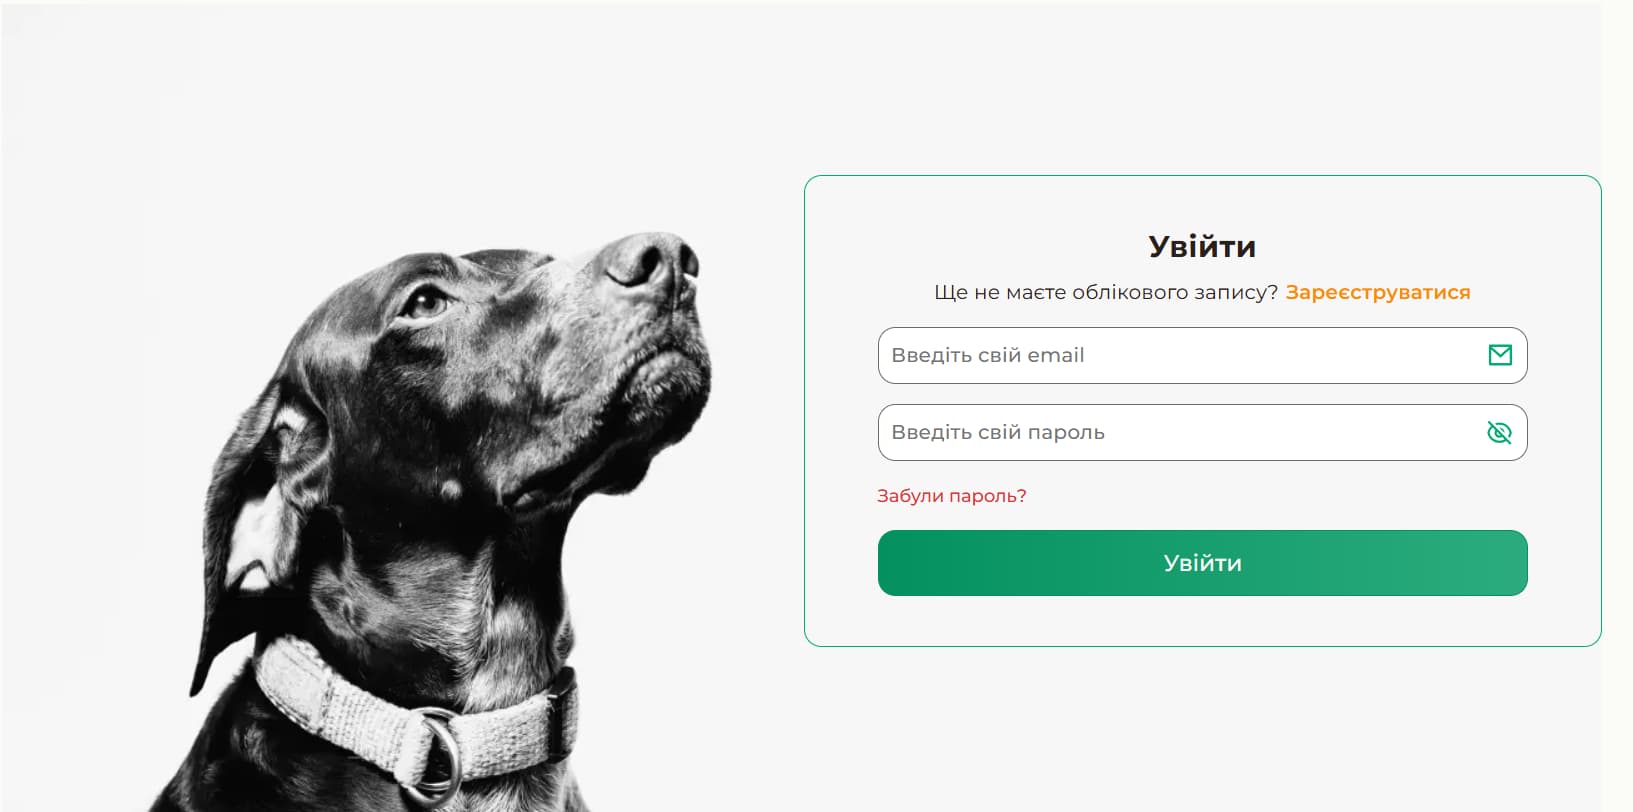 Увійти
Ще не маєте облікового запису? Зареєструватися
Введіть свій email
Введіть свій пароль
Забули пароль?
Увійти